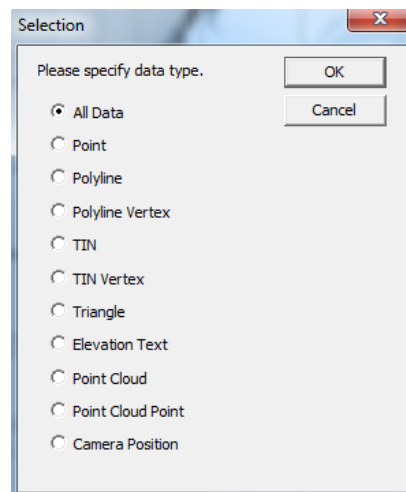 Selection
Please specify data type.
OK
All Data
Cancel
Point
Polyline
Polyline Vertex
TIN
TIN Vertex
Triangle
Elevation Text
Point Cloud
Point Cloud Point
Camera Position